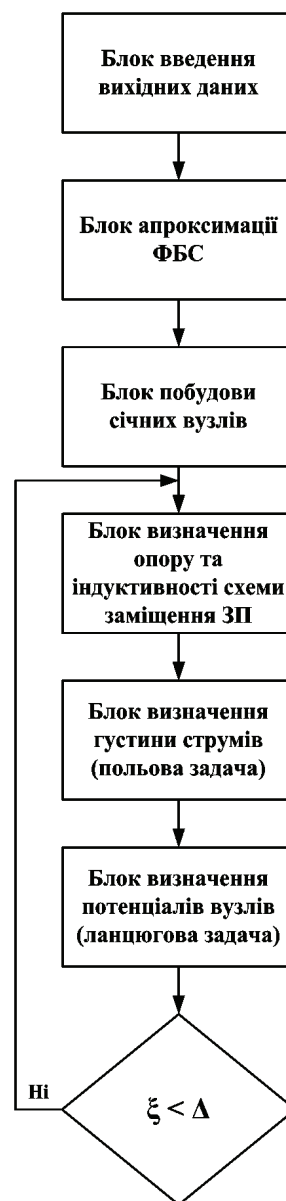 Блок введення
вихідних даних
Блок апроксимації
ФБС
Блок побудови
січних вузлів
Блок визначення
опору та
індуктивності схеми
заміщення ЗП
Блок визначення
густини струмів
(польова задача)
Блок визначення
потенціалів вузлів
(ланцюгова задача)
Ні
ξ < Δ